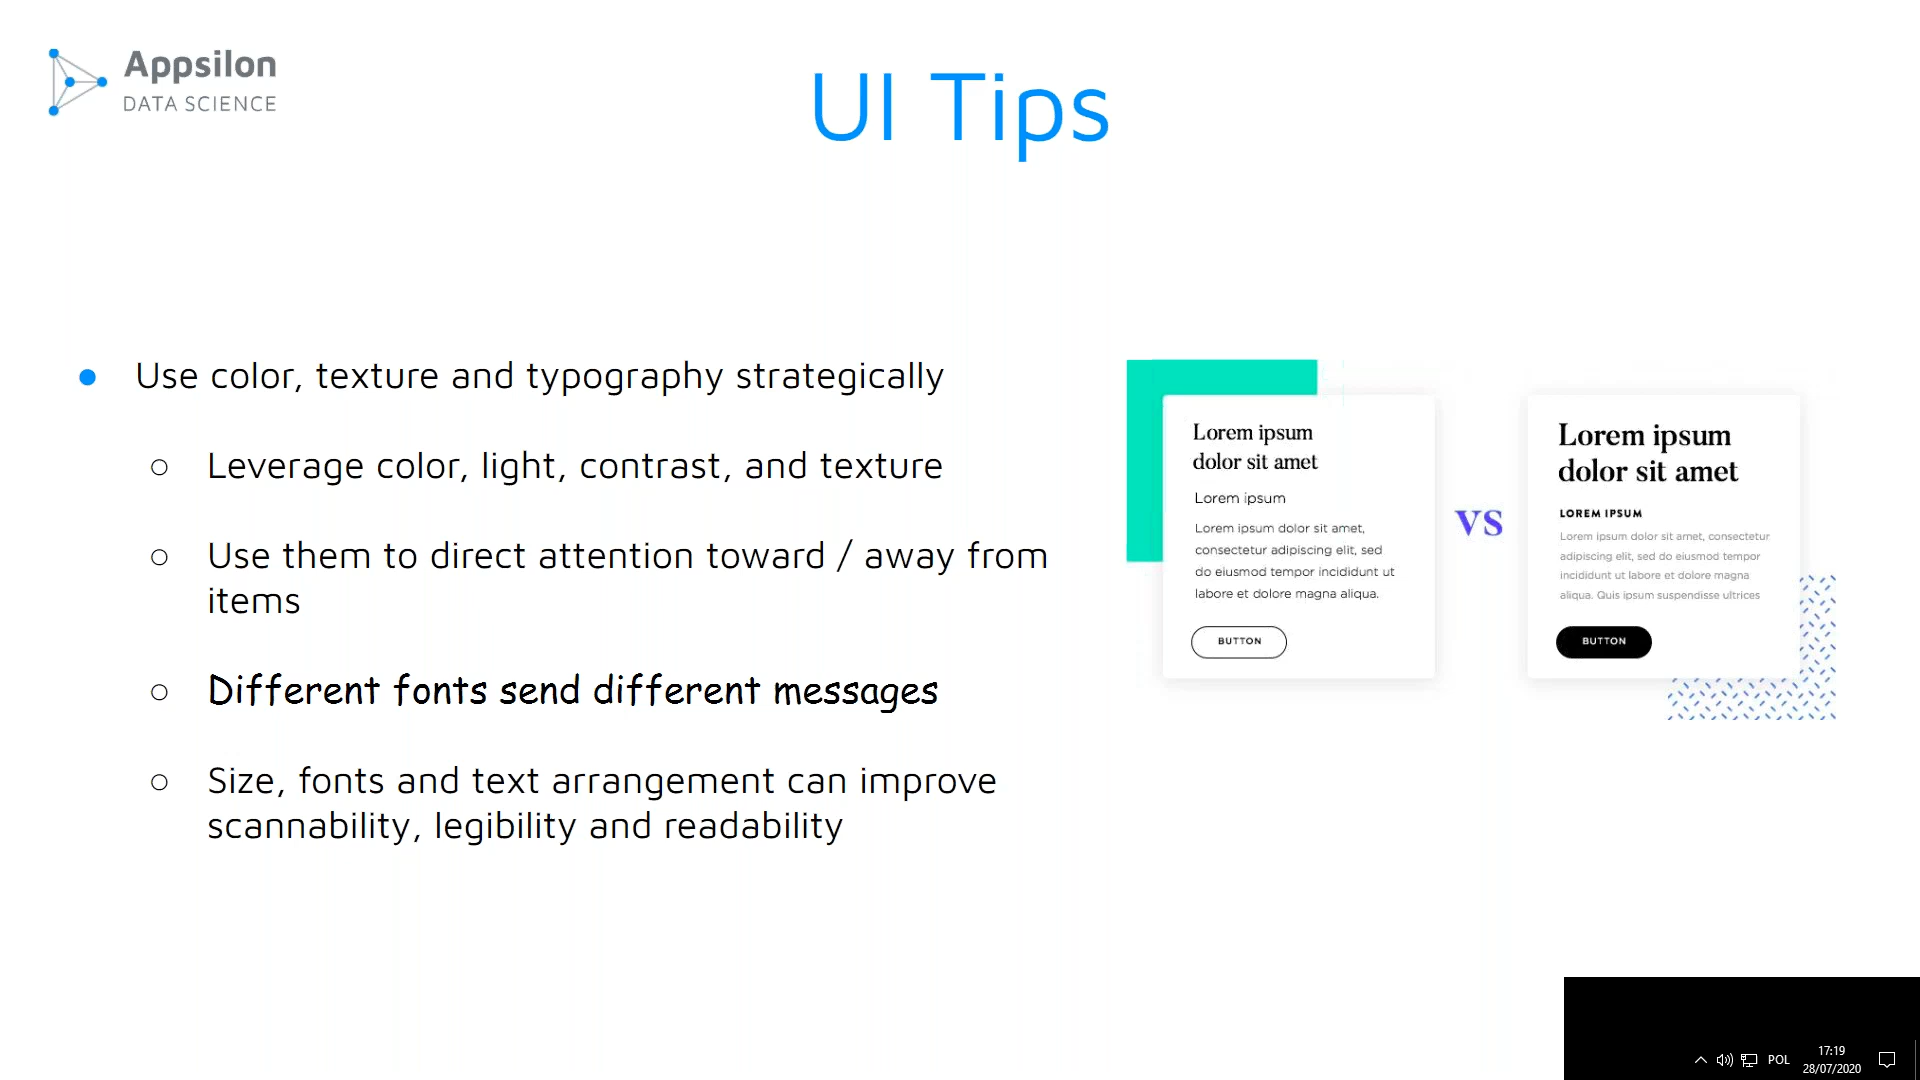 Appsilon
DATA SCIENCE
UI Tips
● Use color, texture and typography strategically
○ Leverage color, light, contrast, and texture
○ Use them to direct attention toward / away from
items
○ Different fonts send different messages
○ Size, fonts and text arrangement can improve
scannability, legibility and readability
Lorem ipsum
dolor sit amet
Lorem ipsum
Lorem ipsum dolor sit amet,
consectetur adipiscing elit, sed
do eiusmod tempor incididunt ut
labore et dolore magna aliqua.
BUTTON
VS
Lorem ipsum
dolor sit amet
LOREM IPSUM
Lorem ipsum dolor sit amet, consectetur
adipiscing elit, sed do eiusmod tempor
incididunt ut labore et dolore magna
aliqua. Quis ipsum suspendisse ultrices
BUTTON
POL
17:19
28/07/2020